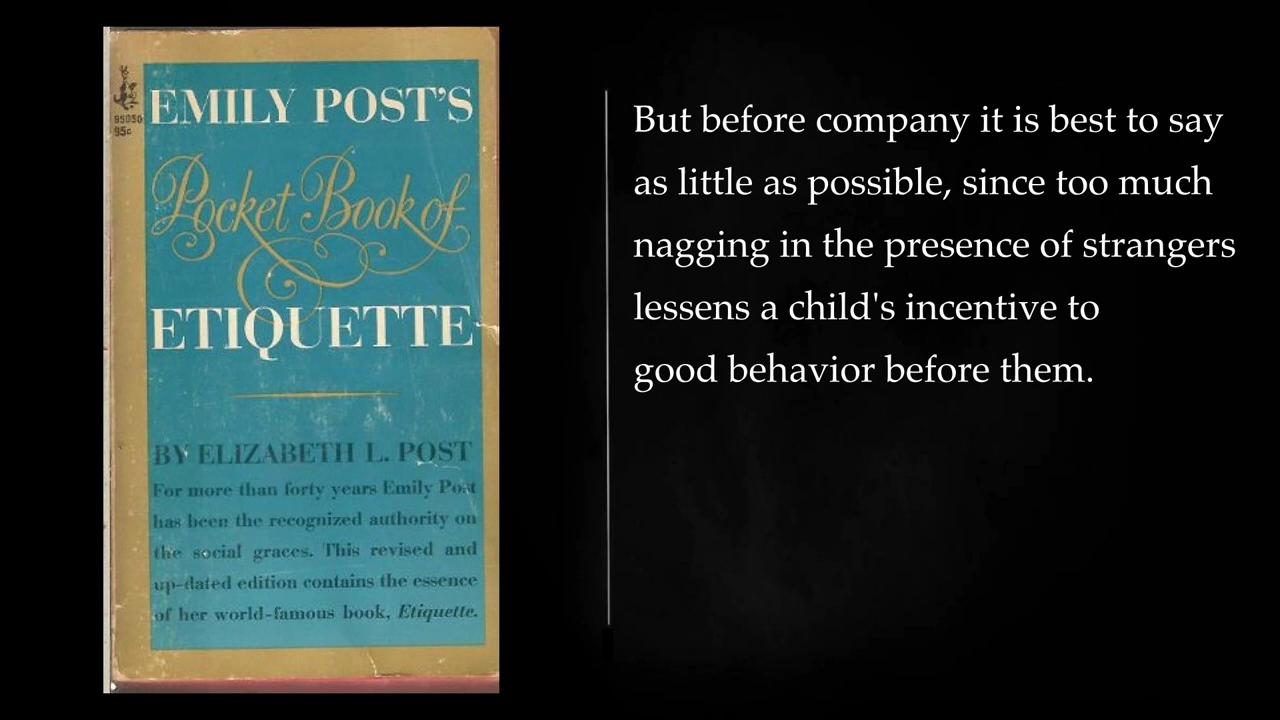 95050
95c
EMILY POST'S
Pocket Book of
ETIQUETTE
BY ELIZABETH L. POST
For more than forty years Emily Post
has been the recognized authority on
the social graces. This revised and
up-dated edition contains the essence
of her world-famous book, Etiquette.
But before company it is best to say
as little as possible, since too much
nagging in the presence of strangers
lessens a child's incentive to
good behavior before them.